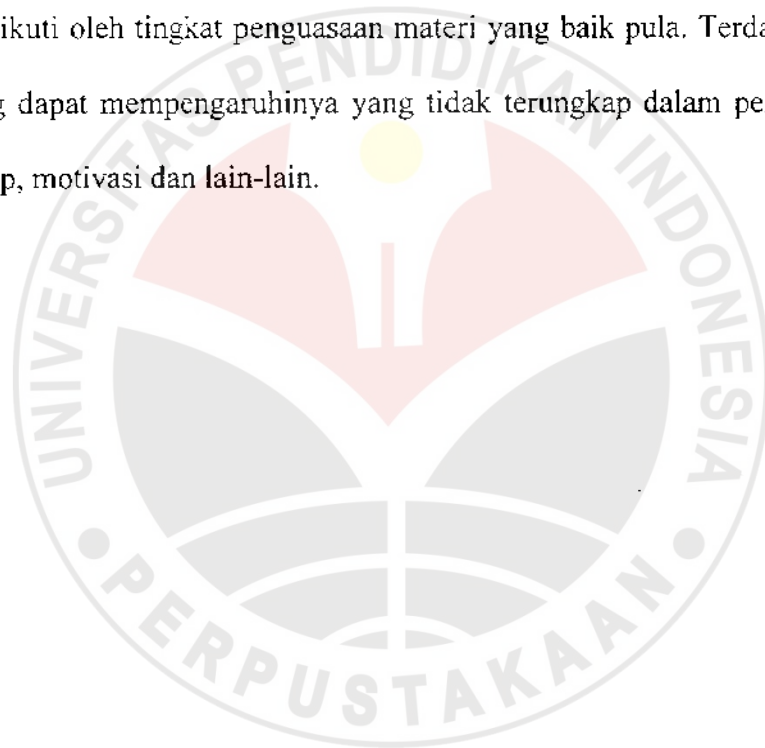 ikuti oleh tingkat penguasaan materi yang baik pula. Terda
g dapat mempengaruhinya yang tidak terungkap dalam pe
p, motivasi dan lain-lain.
UNIVERSITAS PENDIDIKAN INDONESIA
PERPUSTAKAAN